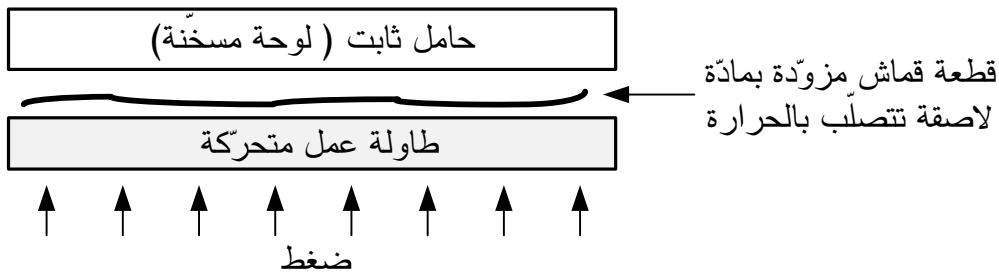 حامل ثابت ( لوحة مسخّنة)
قطعة قماش مزوّدة بمادّة
لاصقة تتصلّب بالحرارة
طاولة عمل متحرّكة
ضغط